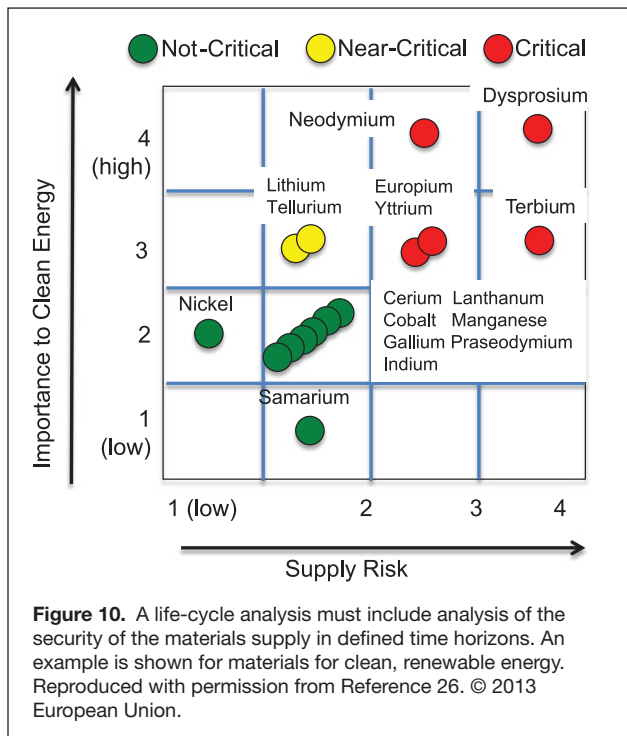 Not-Critical Near-Critical Critical
Importance to Clean Energy
4
(high)
3
2
1
(low)
Neodymium
Dysprosium
Lithium
Tellurium
Europium
Yttrium
Terbium
Nickel
Cerium Lanthanum
Cobalt Manganese
Gallium Praseodymium
Indium
Samarium
1 (low) 2 3 4
Supply Risk
Figure 10. A life-cycle analysis must include analysis of the
security of the materials supply in defined time horizons. An
example is shown for materials for clean, renewable energy.
Reproduced with permission from Reference 26. © 2013
European Union.